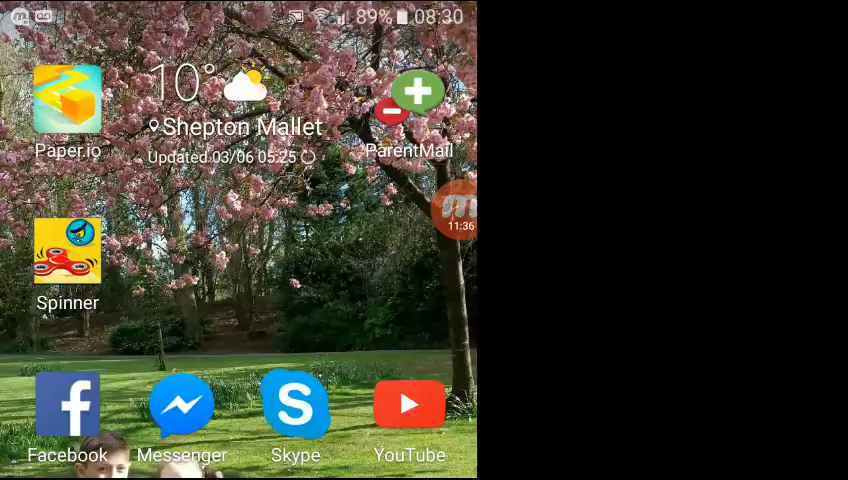 89% 08:30
10°
Shepton Mallet
Updated 03/06 05:25
Paper.io
ParentMail
11:36
Spinner
Facebook
Messenger
Skype
YouTube